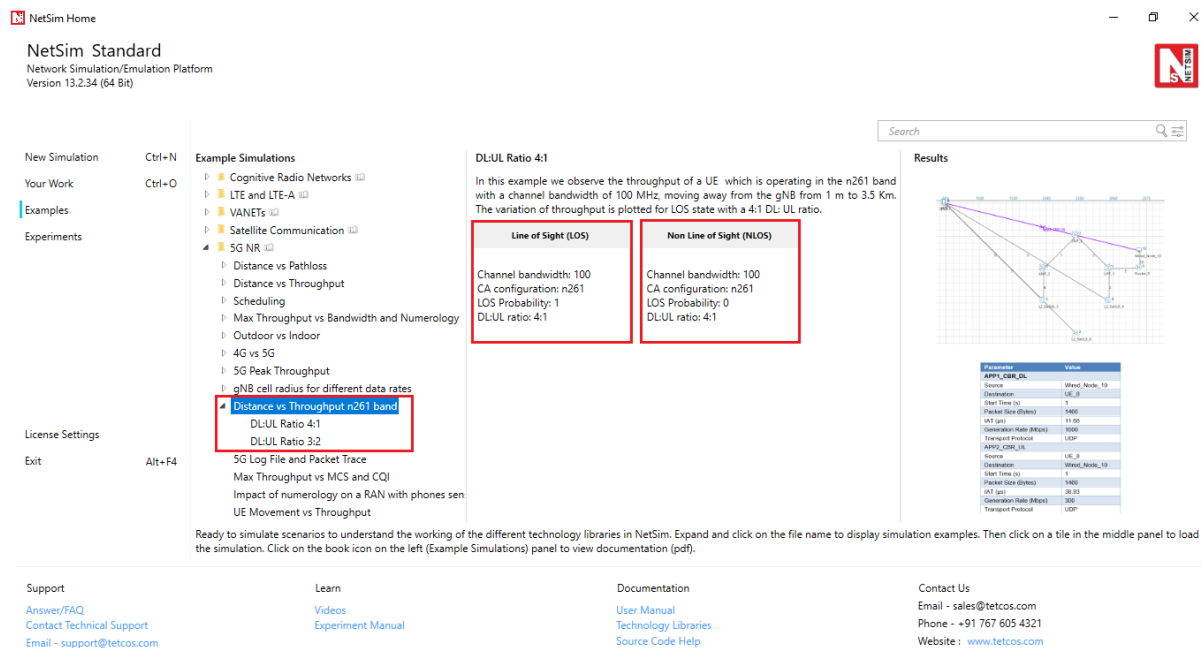 NetSim Home
NetSim Standard
Network Simulation/Emulation Platform
Version 13.2.34 (64 Bit)
NETSIM
Search
New Simulation Ctrl+N
Your Work Ctrl+O
Examples
Experiments
License Settings
Exit Alt+F4
Example Simulations
Cognitive Radio Networks
LTE and LTE-A
VANETs
Satellite Communication
5G NR
Distance vs Pathloss
Distance vs Throughput
Scheduling
Max Throughput vs Bandwidth and Numerology
Outdoor vs Indoor
4G vs 5G
5G Peak Throughput
gNB cell radius for different data rates
Distance vs Throughput n261 band
DL:UL Ratio 4:1
DL:UL Ratio 3:2
5G Log File and Packet Trace
Max Throughput vs MCS and CQI
Impact of numerology on a RAN with phones sen
UE Movement vs Throughput
DL:UL Ratio 4:1
In this example we observe the throughput of a UE which is operating in the n261 band
with a channel bandwidth of 100 MHz, moving away from the gNB from 1 m to 3.5 Km.
The variation of throughput is plotted for LOS state with a 4:1 DL: UL ratio.
Line of Sight (LOS)
Channel bandwidth: 100
CA configuration: n261
LOS Probability: 1
DL:UL ratio: 4:1
Non Line of Sight (NLOS)
Channel bandwidth: 100
CA configuration: n261
LOS Probability: 0
DL:UL ratio: 4:1
Results
Parameter Value
APP1_CBR_DL
Source Wired_Node_10
Destination UE_8
Start Time (s) 1
Packet Size (Bytes) 1460
IAT (µs) 11.68
Generation Rate (Mbps) 1000
Transport Protocol UDP
APP2_CBR_UL
Source UE_8
Destination Wired_Node_10
Start Time (s) 1
Packet Size (Bytes) 1460
IAT (µs) 38.93
Generation Rate (Mbps) 300
Transport Protocol UDP
Ready to simulate scenarios to understand the working of the different technology libraries in NetSim. Expand and click on the file name to display simulation examples. Then click on a tile in the middle panel to load
the simulation. Click on the book icon on the left (Example Simulations) panel to view documentation (pdf).
Support
Answer/FAQ
Contact Technical Support
Email - support@tetcos.com
Learn
Videos
Experiment Manual
Documentation
User Manual
Technology Libraries
Source Code Help
Contact Us
Email - sales@tetcos.com
Phone - +91 767 605 4321
Website : www.tetcos.com